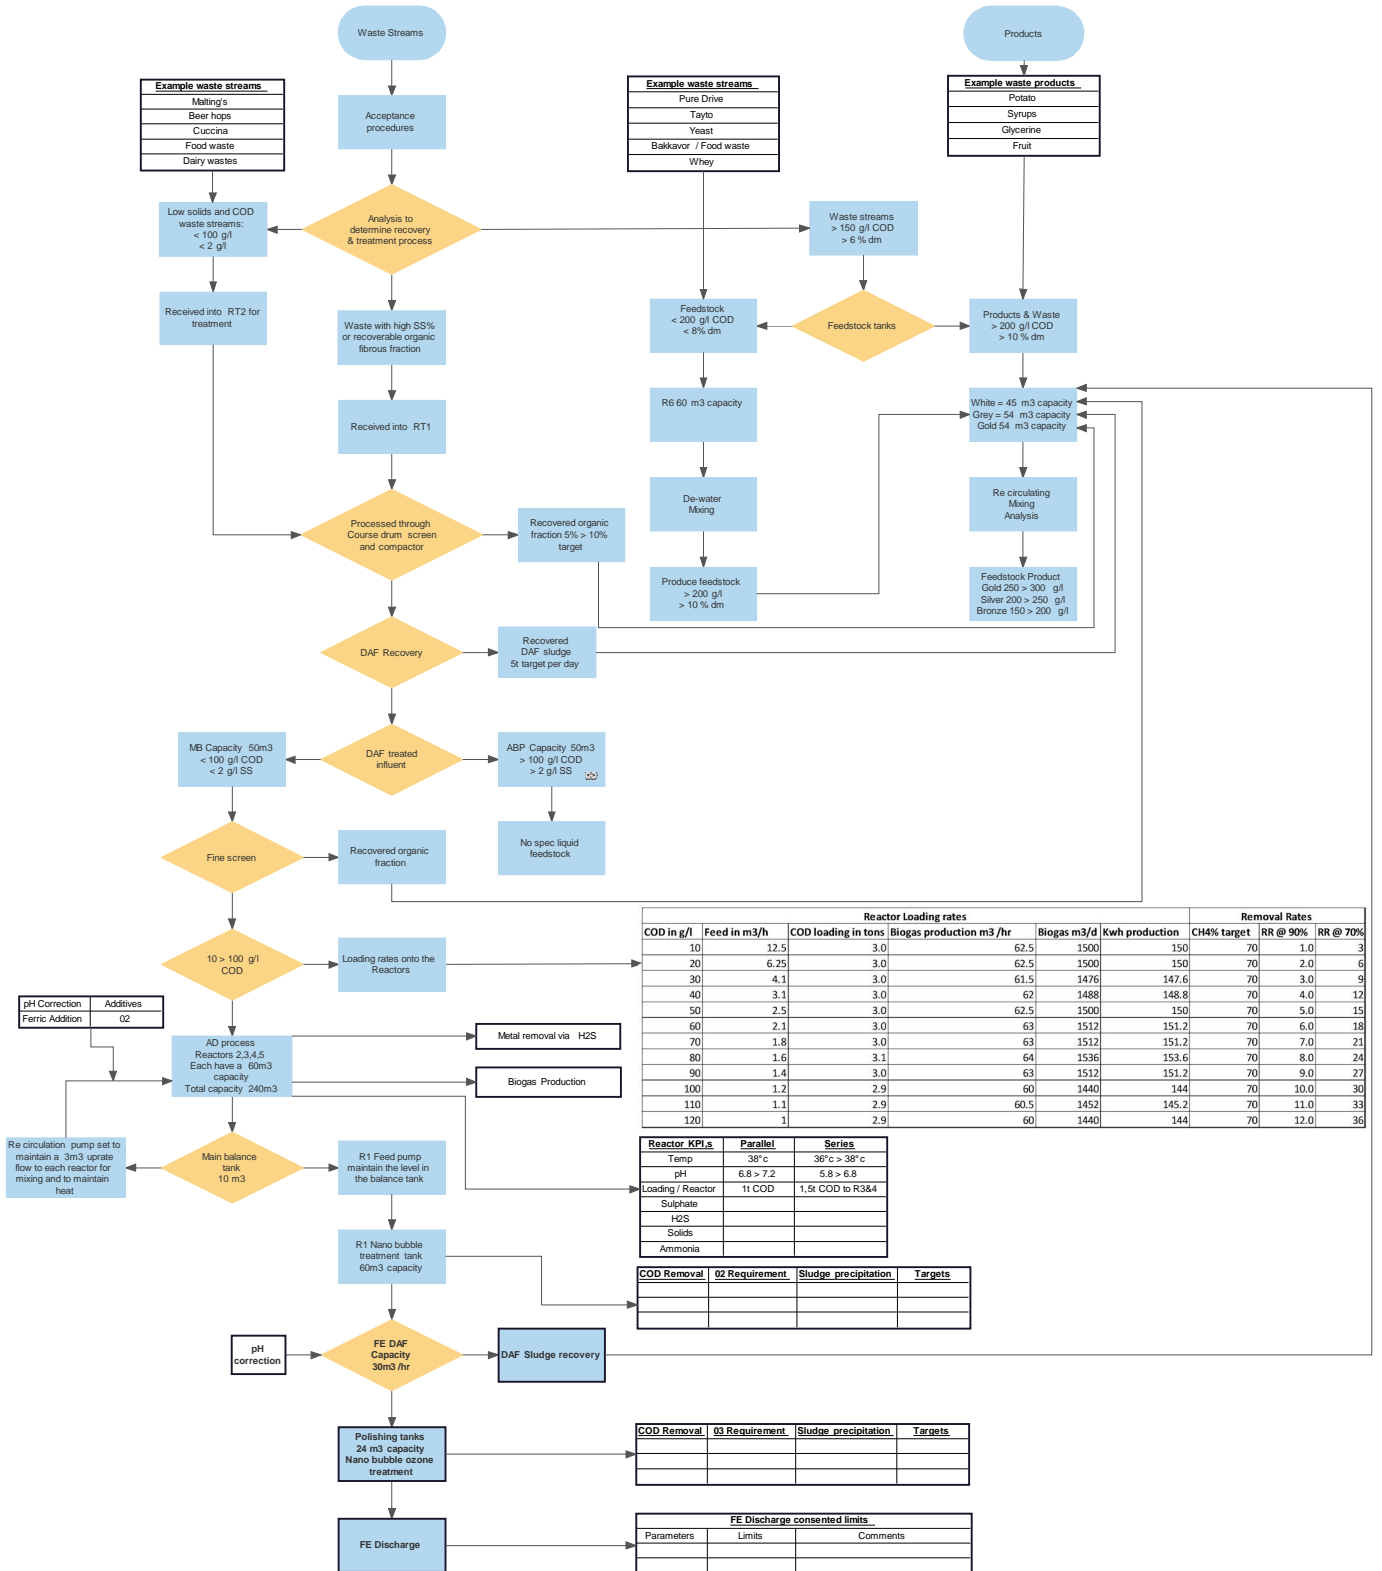 Waste Streams
Products
Example waste streams
Malting's
Beer hops
Cuccina
Food waste
Dairy wastes
Acceptance
procedures
Example waste streams
Pure Drive
Tayto
Yeast
Bakkavor / Food waste
Whey
Example waste products
Potato
Syrups
Glycerine
Fruit
Low solids and COD
waste streams:
< 100 g/l
< 2 g/l
Analysis to
determine recovery
& treatment process
Waste streams
> 150 g/l COD
> 6 % dm
Received into RT2 for
treatment
Waste with high SS%
or recoverable organic
fibrous fraction
Feedstock
< 200 g/l COD
< 8% dm
Feedstock tanks
Products & Waste
> 200 g/l COD
> 10 % dm
Received into RT1
R6 60 m3 capacity
White = 45 m3 capacity
Grey = 54 m3 capacity
Gold 54 m3 capacity
Processed through
Course drum screen
and compactor
Recovered organic
fraction 5% > 10%
target
De-water
Mixing
Re circulating
Mixing
Analysis
Produce feedstock
> 200 g/l
> 10 % dm
Feedstock Product
Gold 250 > 300 g/l
Silver 200 > 250 g/l
Bronze 150 > 200 g/l
DAF Recovery
Recovered
DAF sludge
5t target per day
MB Capacity 50m3
< 100 g/l COD
< 2 g/l SS
DAF treated
influent
ABP Capacity 50m3
> 100 g/l COD
> 2 g/l SS
No spec liquid
feedstock
Fine screen
Recovered organic
fraction
10 > 100 g/l
COD
Loading rates onto the
Reactors
Reactor Loading rates Removal Rates
COD in g/l Feed in m3/h COD loading in tons Biogas production m3 /hr Biogas m3/d Kwh production CH4% target RR @ 90% RR @ 70%
10 12.5 3.0 62.5 1500 150 70 1.0 3
20 6.25 3.0 62.5 1500 150 70 2.0 6
30 4.1 3.0 61.5 1476 147.6 70 3.0 9
40 3.1 3.0 62 1488 148.8 70 4.0 12
50 2.5 3.0 62.5 1500 150 70 5.0 15
60 2.1 3.0 63 1512 151.2 70 6.0 18
70 1.8 3.0 63 1512 151.2 70 7.0 21
80 1.6 3.1 64 1536 153.6 70 8.0 24
90 1.4 3.0 63 1512 151.2 70 9.0 27
100 1.2 2.9 60 1440 144 70 10.0 30
110 1.1 2.9 60.5 1452 145.2 70 11.0 33
120 1 2.9 60 1440 144 70 12.0 36
pH Correction Additives
Ferric Addition 02
AD process
Reactors 2,3,4,5
Each have a 60m3
capacity
Total capacity 240m3
Metal removal via H2S
Biogas Production
Re circulation pump set to
maintain a 3m3 uprate
flow to each reactor for
mixing and to maintain
heat
Main balance
tank
10 m3
R1 Feed pump
maintain the level in
the balance tank
Reactor KPI,s Parallel Series
Temp 38°c 36°c > 38°c
pH 6.8 > 7.2 5.8 > 6.8
Loading / Reactor 1t COD 1,5t COD to R3&4
Sulphate
H2S
Solids
Ammonia
R1 Nano bubble
treatment tank
60m3 capacity
COD Removal 02 Requirement Sludge precipitation Targets
pH
correction
FE DAF
Capacity
30m3 /hr
DAF Sludge recovery
Polishing tanks
24 m3 capacity
Nano bubble ozone
treatment
COD Removal 03 Requirement Sludge precipitation Targets
FE Discharge
FE Discharge consented limits
Parameters Limits Comments